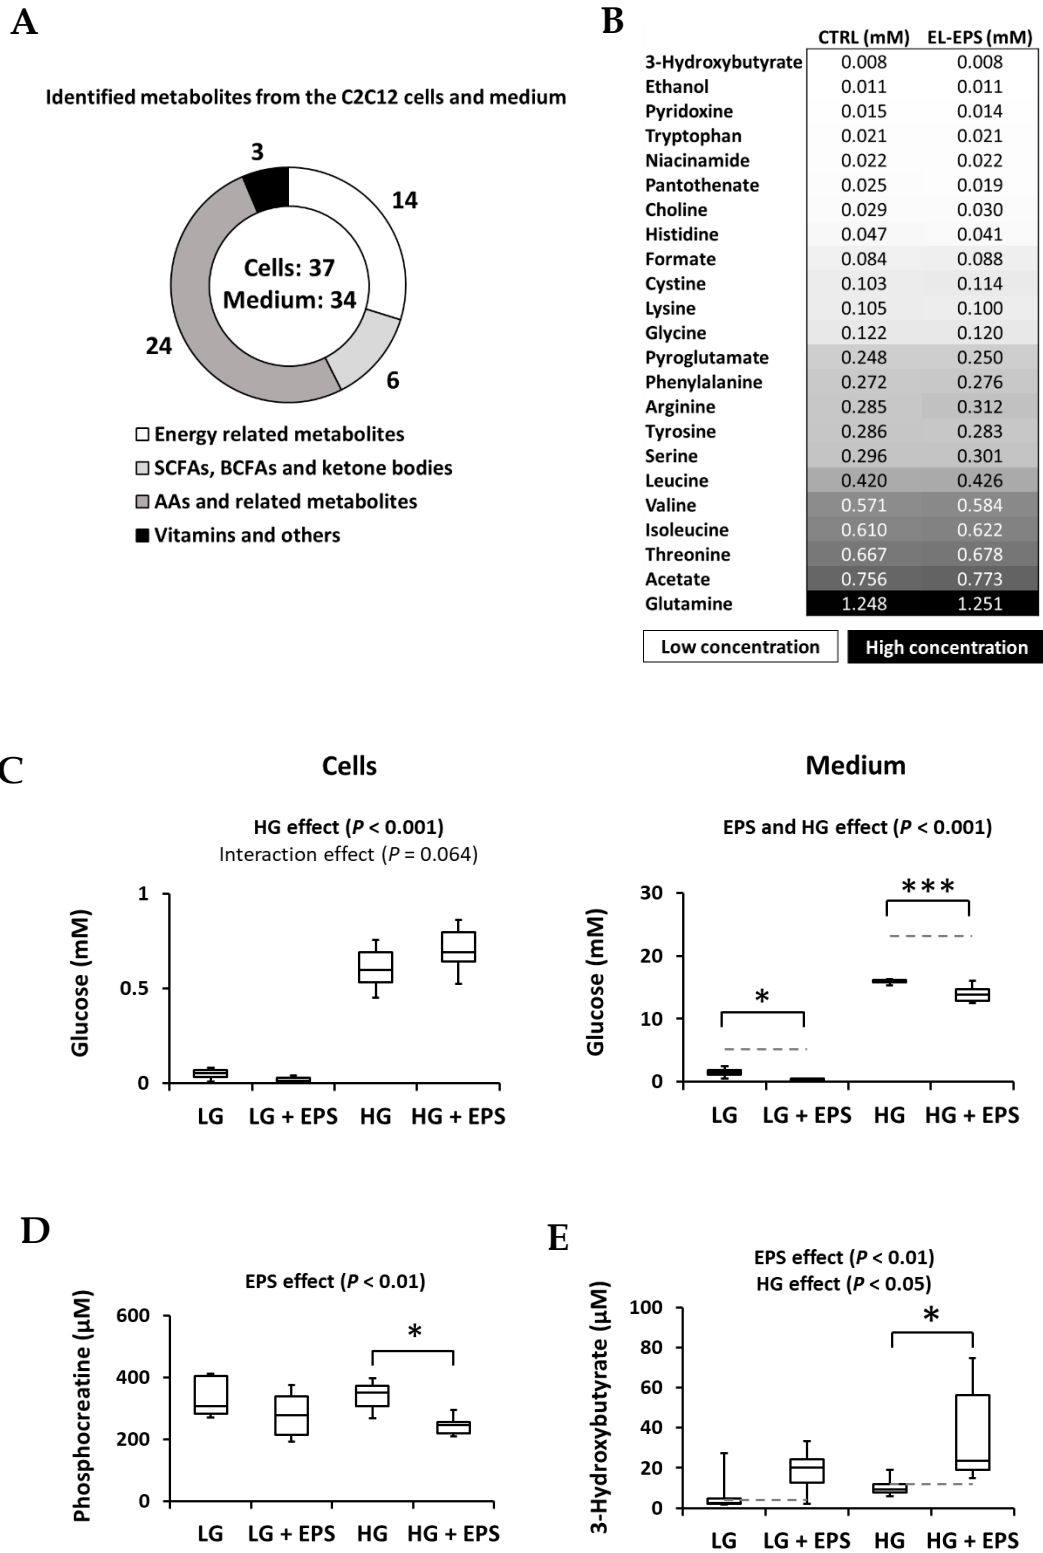 A
Identified metabolites from the C2C12 cells and medium
3
14
Cells: 37
Medium: 34
24
6
Energy related metabolites
SCFAs, BCFAs and ketone bodies
AAs and related metabolites
Vitamins and others
B
CTRL (mM) EL-EPS (mM)
3-Hydroxybutyrate 0.008 0.008
Ethanol 0.011 0.011
Pyridoxine 0.015 0.014
Tryptophan 0.021 0.021
Niacinamide 0.022 0.022
Pantothenate 0.025 0.019
Choline 0.029 0.030
Histidine 0.047 0.041
Formate 0.084 0.088
Cystine 0.103 0.114
Lysine 0.105 0.100
Glycine 0.122 0.120
Pyroglutamate 0.248 0.250
Phenylalanine 0.272 0.276
Arginine 0.285 0.312
Tyrosine 0.286 0.283
Serine 0.296 0.301
Leucine 0.420 0.426
Valine 0.571 0.584
Isoleucine 0.610 0.622
Threonine 0.667 0.678
Acetate 0.756 0.773
Glutamine 1.248 1.251
Low concentration High concentration
C
Cells
HG effect (P < 0.001)
Interaction effect (P = 0.064)
Glucose (mM)
1
0.5
0
LG LG + EPS HG HG + EPS
Medium
EPS and HG effect (P < 0.001)
Glucose (mM)
30
20
10
0
*
***
LG LG + EPS HG HG + EPS
D
EPS effect (P < 0.01)
Phosphocreatine (μM)
600
400
200
0
*
LG LG + EPS HG HG + EPS
E
EPS effect (P < 0.01)
HG effect (P < 0.05)
3-Hydroxybutyrate (μM)
100
80
60
40
20
0
*
LG LG + EPS HG HG + EPS